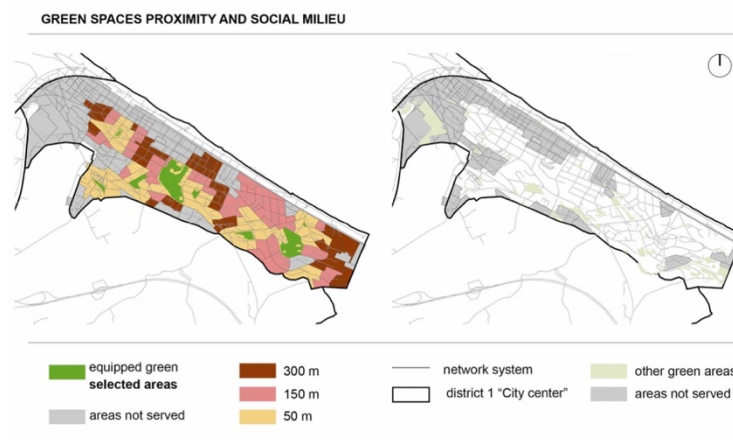 GREEN SPACES PROXIMITY AND SOCIAL MILIEU
equipped green
selected areas
areas not served
300 m
150 m
50 m
network system
district 1 "City center"
other green areas
areas not served